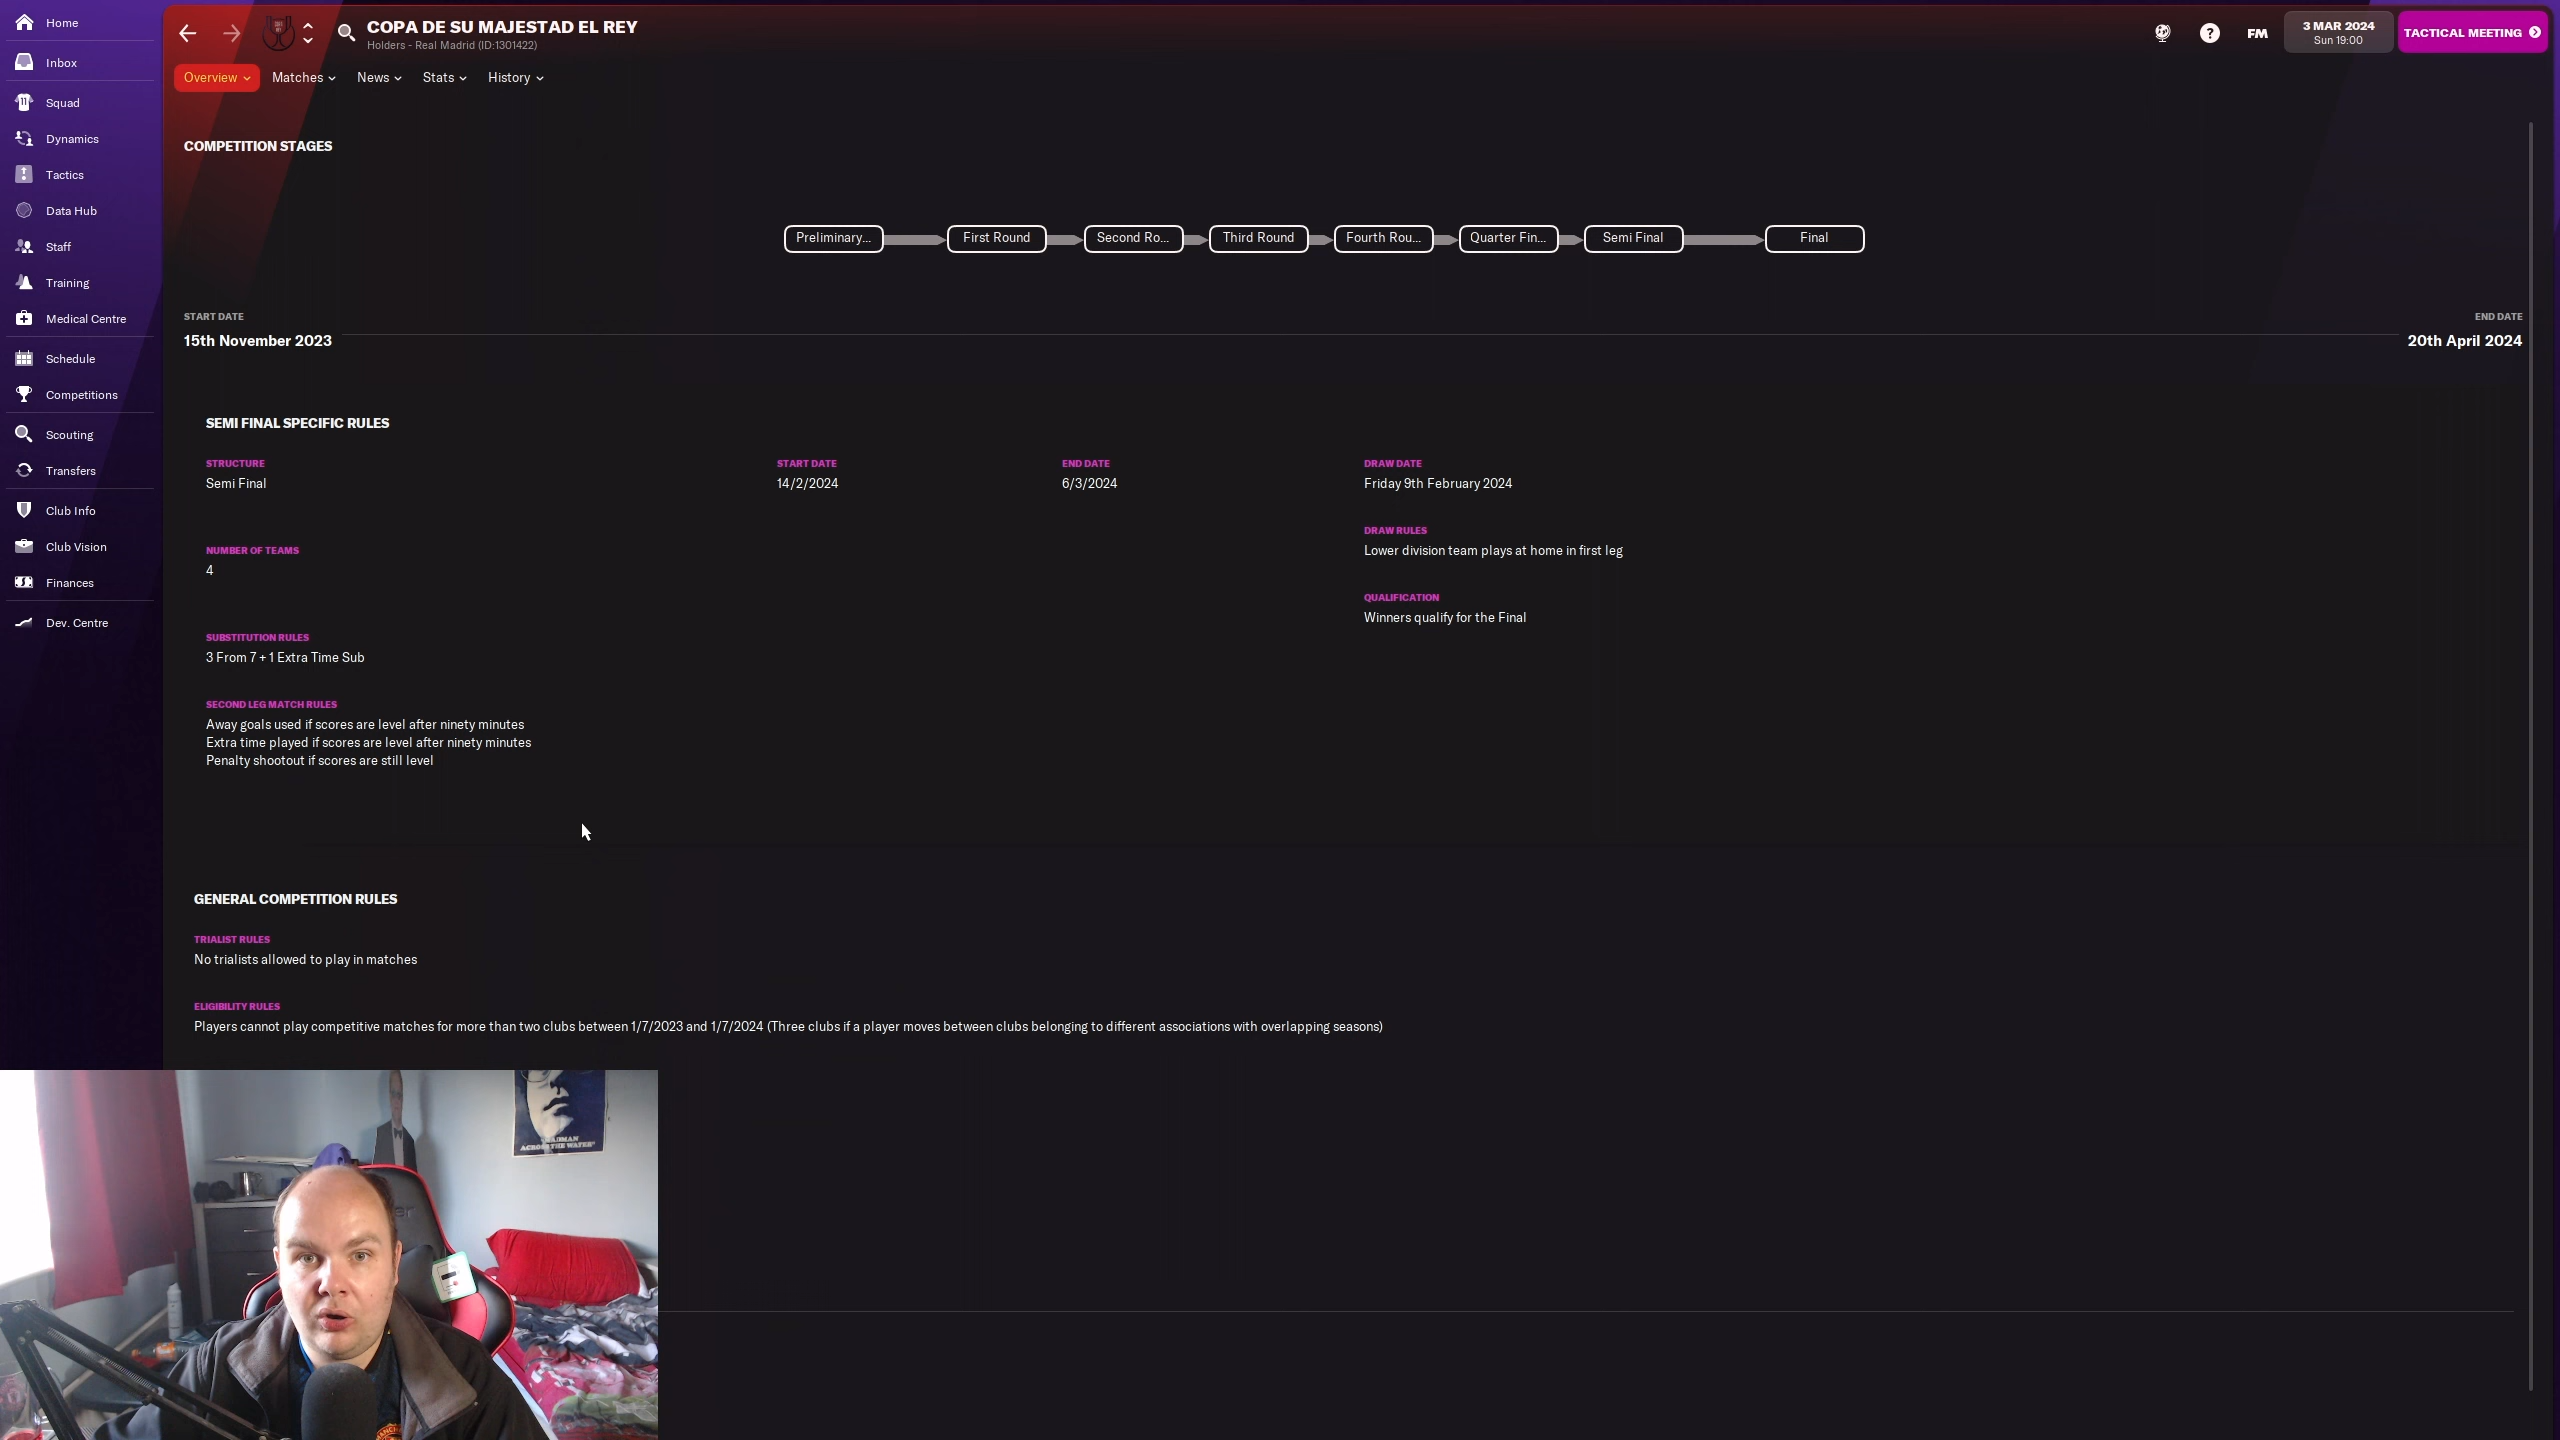 Home
Inbox
Squad
Dynamics
Tactics
Data Hub
Staff
Training
Medical Centre
Schedule
Competitions
Scouting
Transfers
Club Info
Club Vision
Finances
Dev. Centre
COPA DE SU MAJESTAD EL REY
Holders - Real Madrid (ID:1301422)
FM
3 MAR 2024
Sun 19:00
TACTICAL MEETING
Overview Matches News Stats History
COMPETITION STAGES
Preliminary... First Round Second Ro... Third Round Fourth Rou... Quarter Fin... Semi Final Final
START DATE
15th November 2023
END DATE
20th April 2024
SEMI FINAL SPECIFIC RULES
STRUCTURE
Semi Final
START DATE
14/2/2024
END DATE
6/3/2024
DRAW DATE
Friday 9th February 2024
DRAW RULES
Lower division team plays at home in first leg
QUALIFICATION
Winners qualify for the Final
NUMBER OF TEAMS
4
SUBSTITUTION RULES
3 From 7 + 1 Extra Time Sub
SECOND LEG MATCH RULES
Away goals used if scores are level after ninety minutes
Extra time played if scores are level after ninety minutes
Penalty shootout if scores are still level
GENERAL COMPETITION RULES
TRIALIST RULES
No trialists allowed to play in matches
ELIGIBILITY RULES
Players cannot play competitive matches for more than two clubs between 1/7/2023 and 1/7/2024 (Three clubs if a player moves between clubs belonging to different associations with overlapping seasons)
ACROSS THE WATER"